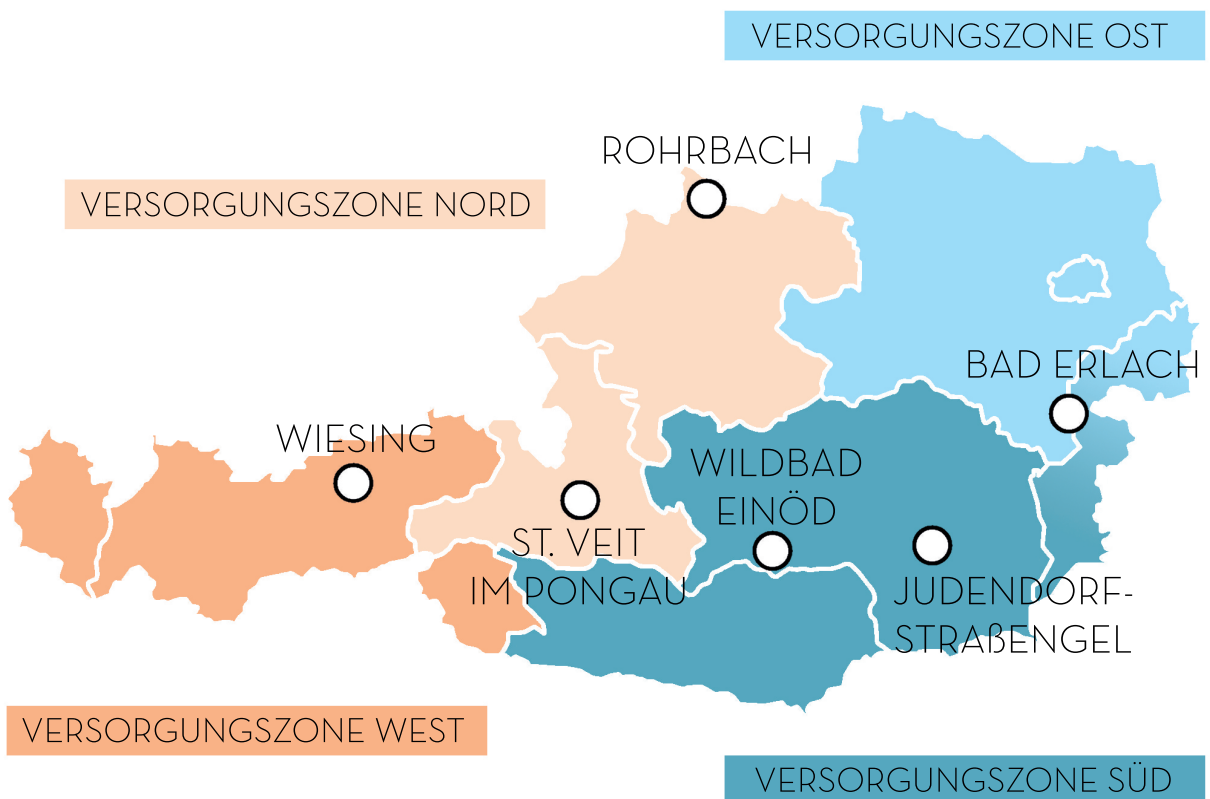 VERSORGUNGSZONE OST
ROHRBACH
VERSORGUNGSZONE NORD
BAD ERLACH
WIESING
WILDBAD
EINÖD
ST. VEIT
IM PONGAU
JUDENDORF-
STRAßENGEL
VERSORGUNGSZONE WEST
VERSORGUNGSZONE SÜD